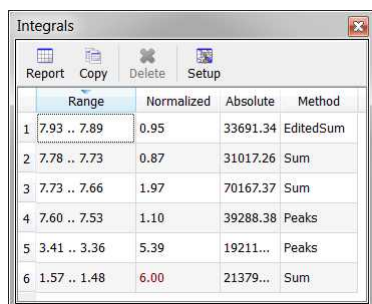 Integrals
Report Copy Delete Setup
Range Normalized Absolute Method
1 7.93 .. 7.89 0.95 33691.34 EditedSum
2 7.78 .. 7.73 0.87 31017.26 Sum
3 7.73 .. 7.66 1.97 70167.37 Sum
4 7.60 .. 7.53 1.10 39288.38 Peaks
5 3.41 .. 3.36 5.39 19211... Peaks
6 1.57 .. 1.48 6.00 21379... Sum